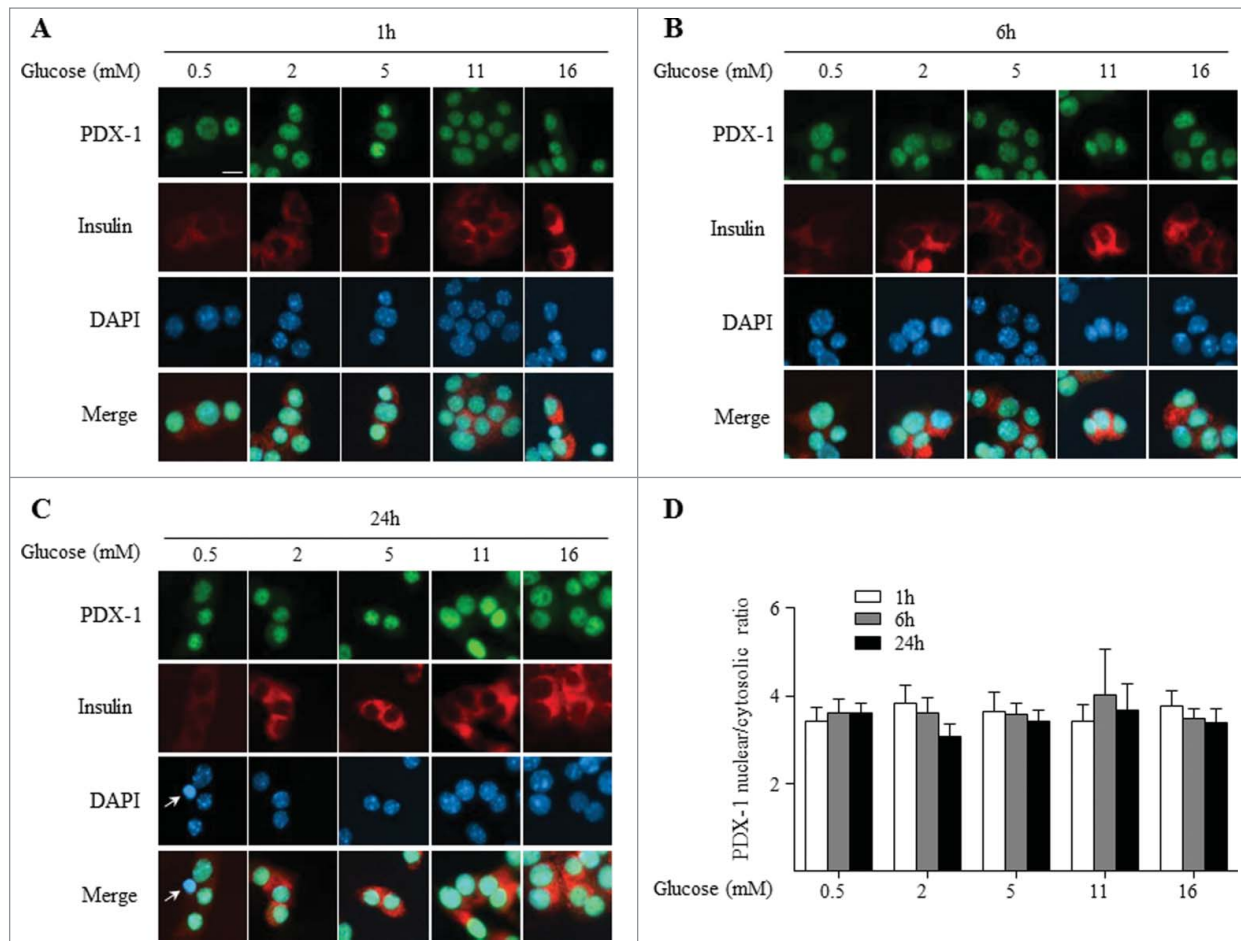 A
1h
Glucose (mM) 0.5 2 5 11 16
PDX-1
Insulin
DAPI
Merge
B
6h
Glucose (mM) 0.5 2 5 11 16
PDX-1
Insulin
DAPI
Merge
C
24h
Glucose (mM) 0.5 2 5 11 16
PDX-1
Insulin
DAPI
Merge
D
1h
6h
24h
PDX-1 nuclear/cytosolic ratio
6
4
2
Glucose (mM) 0.5 2 5 11 16